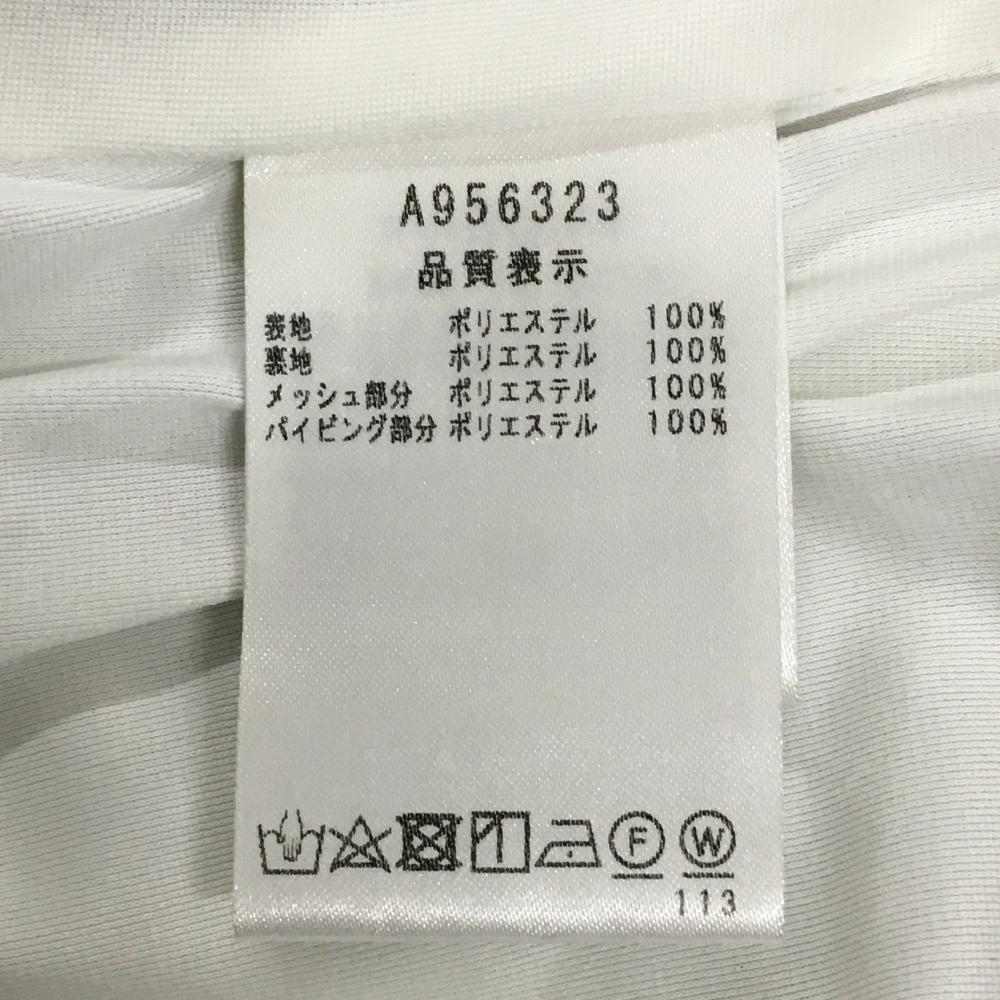 A956323
品質表示
表地 ポリエステル 100%
裏地 ポリエステル 100%
メッシュ部分 ポリエステル 100%
パイピング部分 ポリエステル 100%
F W
113